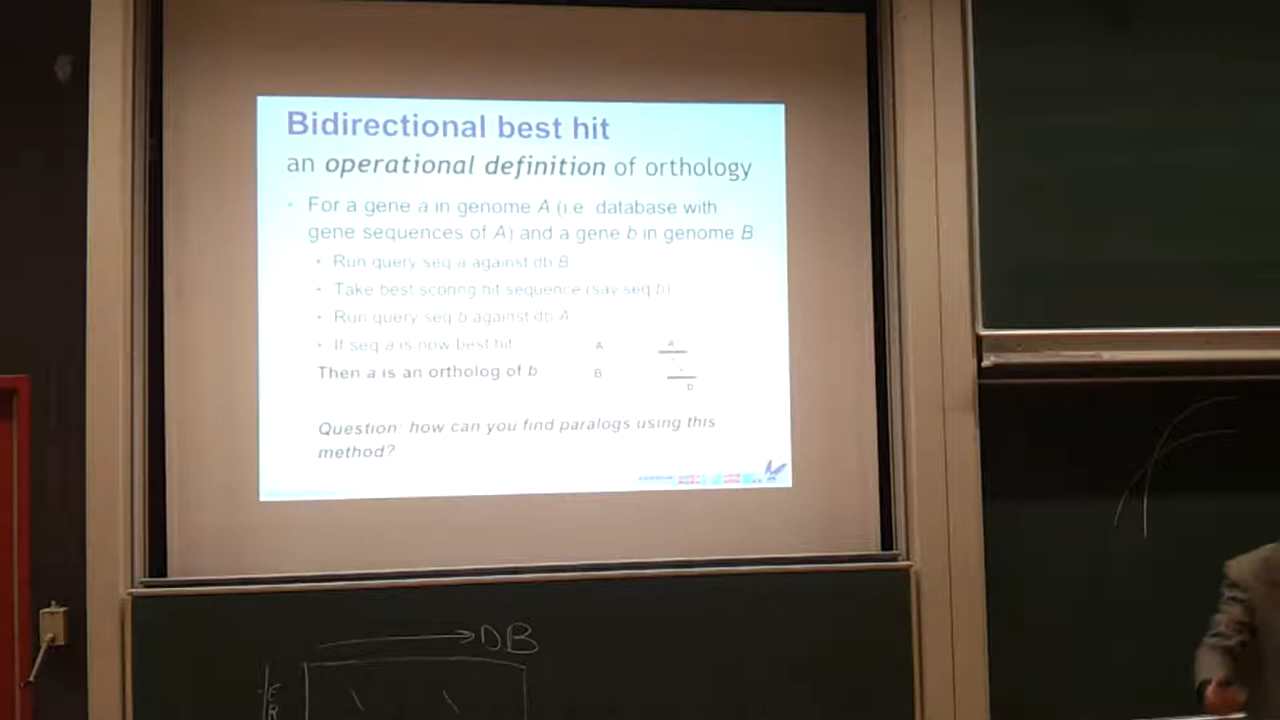 Bidirectional best hit
an operational definition of orthology
• For a gene a in genome A (i.e. database with
gene sequences of A) and a gene b in genome B
• Run query seq a against db B
• Take best scoring hit sequence (say seq b)
• Run query seq b against db A
• If seq a is now best hit
A a
Then a is an ortholog of b
B
b
Question: how can you find paralogs using this
method?
DB
E
R